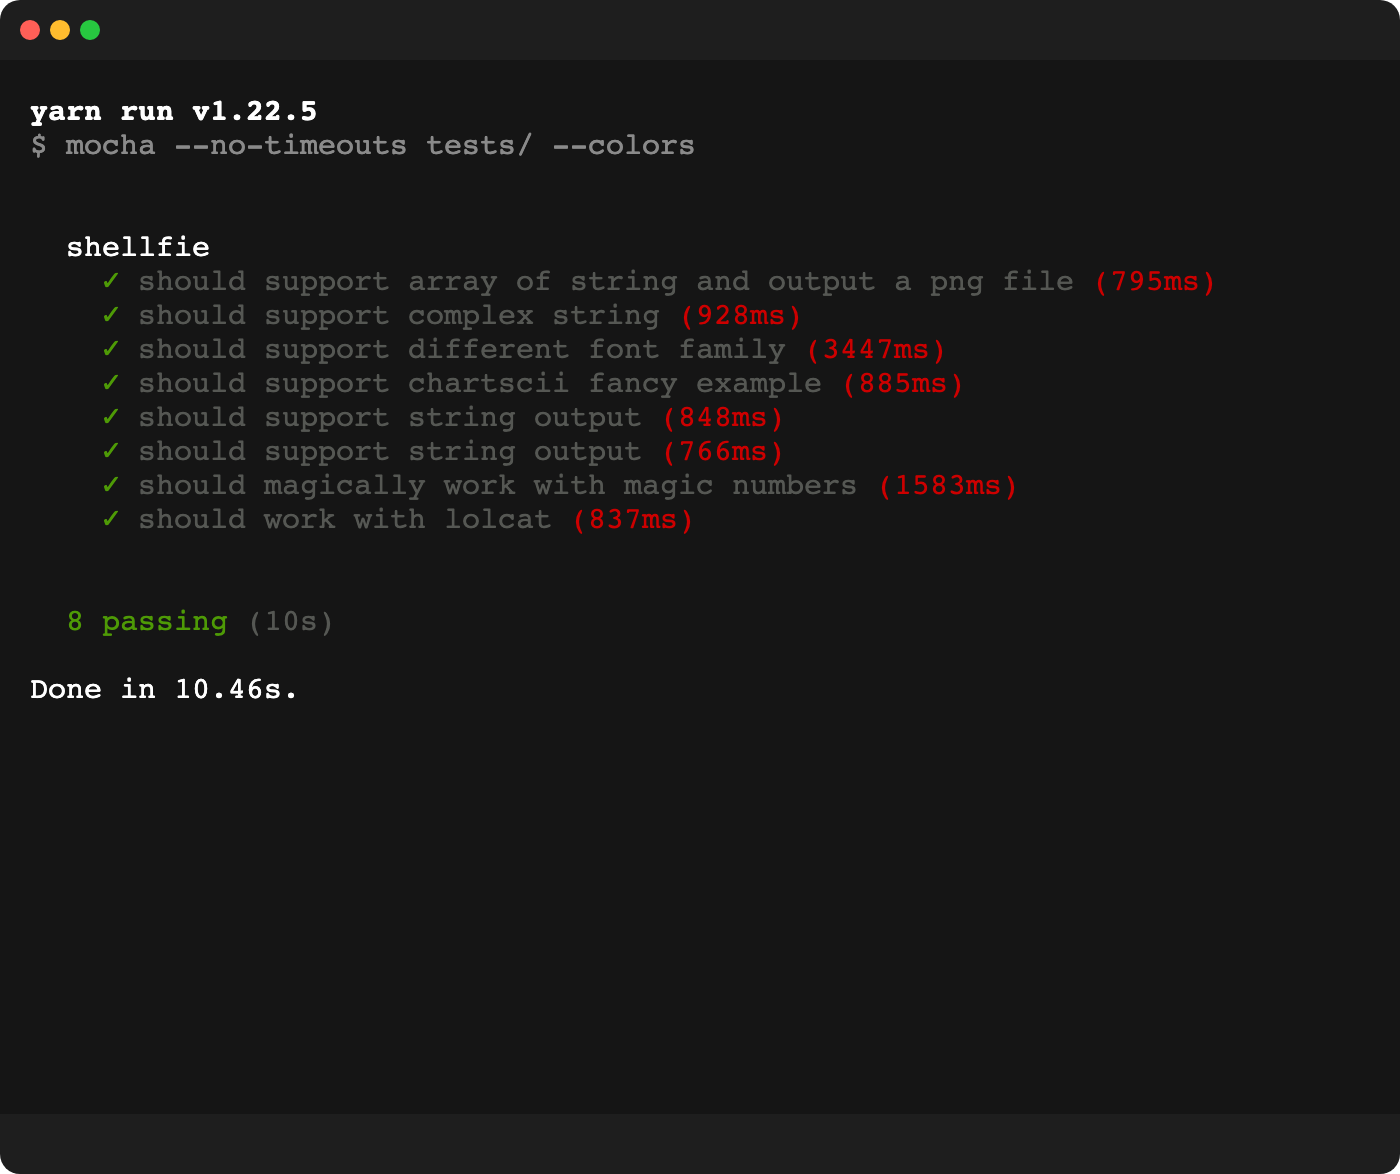 yarn run v1.22.5
$ mocha --no-timeouts tests/ --colors
shellfie
✓ should support array of string and output a png file (795ms)
✓ should support complex string (928ms)
✓ should support different font family (3447ms)
✓ should support chartscii fancy example (885ms)
✓ should support string output (848ms)
✓ should support string output (766ms)
✓ should magically work with magic numbers (1583ms)
✓ should work with lolcat (837ms)
8 passing (10s)
Done in 10.46s.